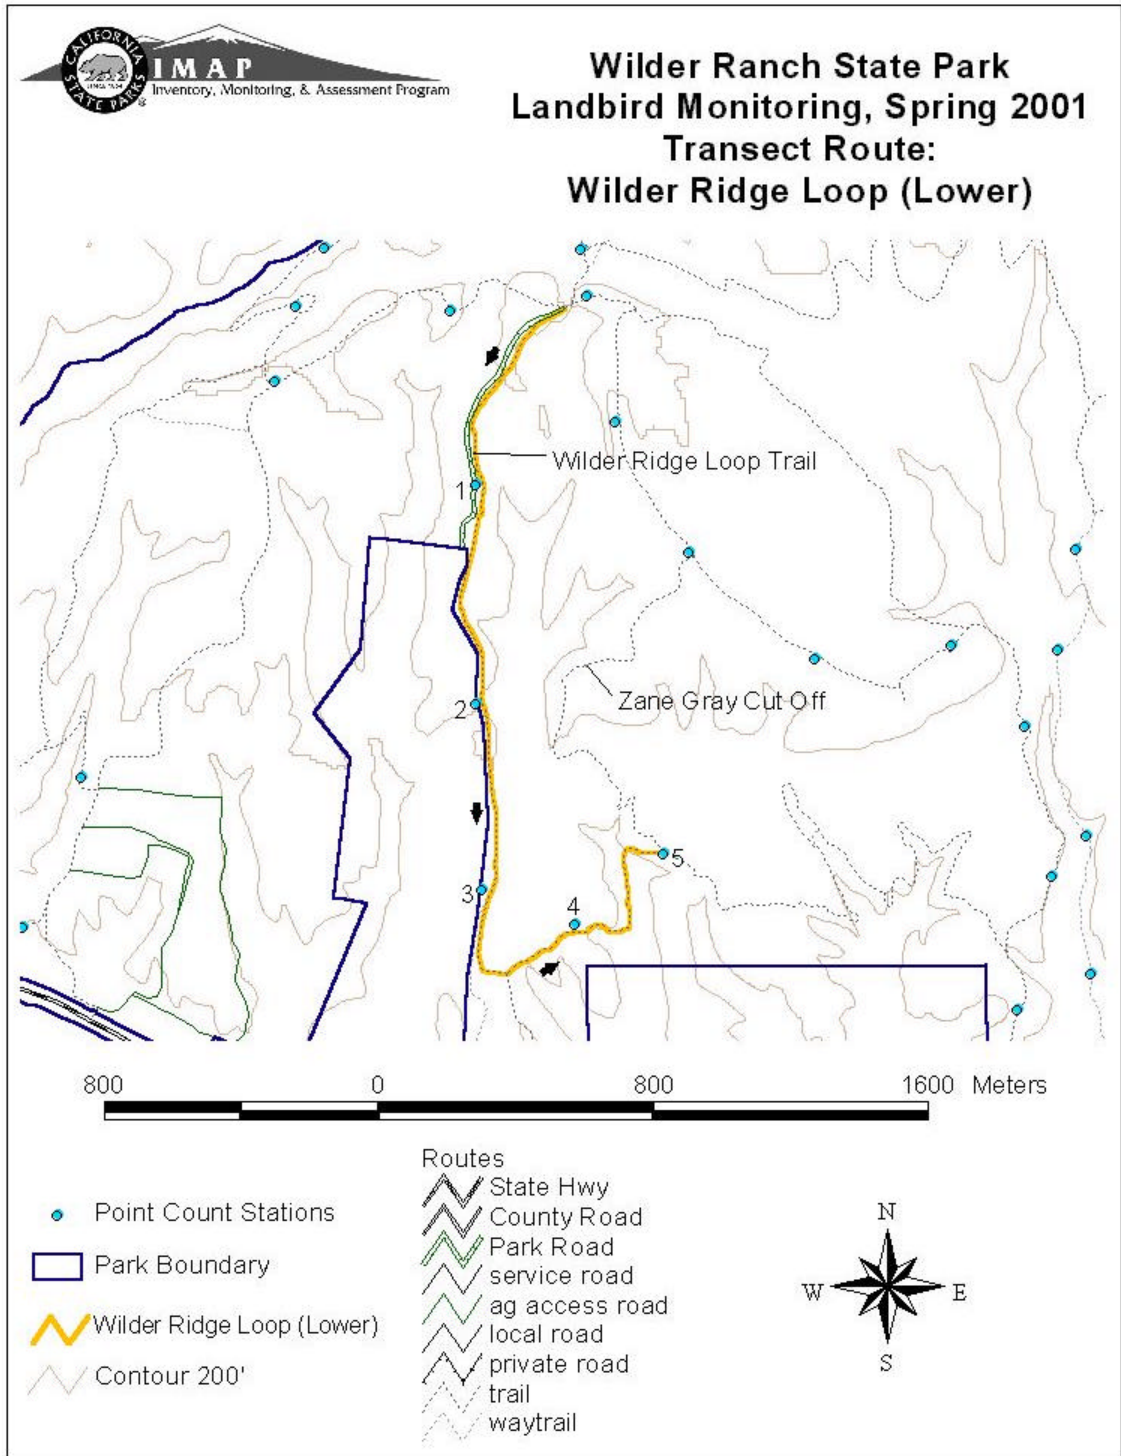 CALIFORNIA
STATE PARKS
®
IMAP
Inventory, Monitoring, & Assessment Program
Wilder Ranch State Park
Landbird Monitoring, Spring 2001
Transect Route:
Wilder Ridge Loop (Lower)
Wilder Ridge Loop Trail
1
Zane Gray Cut Off
2
5
3
4
800 0 800 1600 Meters
Point Count Stations
Park Boundary
Wilder Ridge Loop (Lower)
Contour 200'
Routes
State Hwy
County Road
Park Road
service road
ag access road
local road
private road
trail
waytrail
N
W E
S